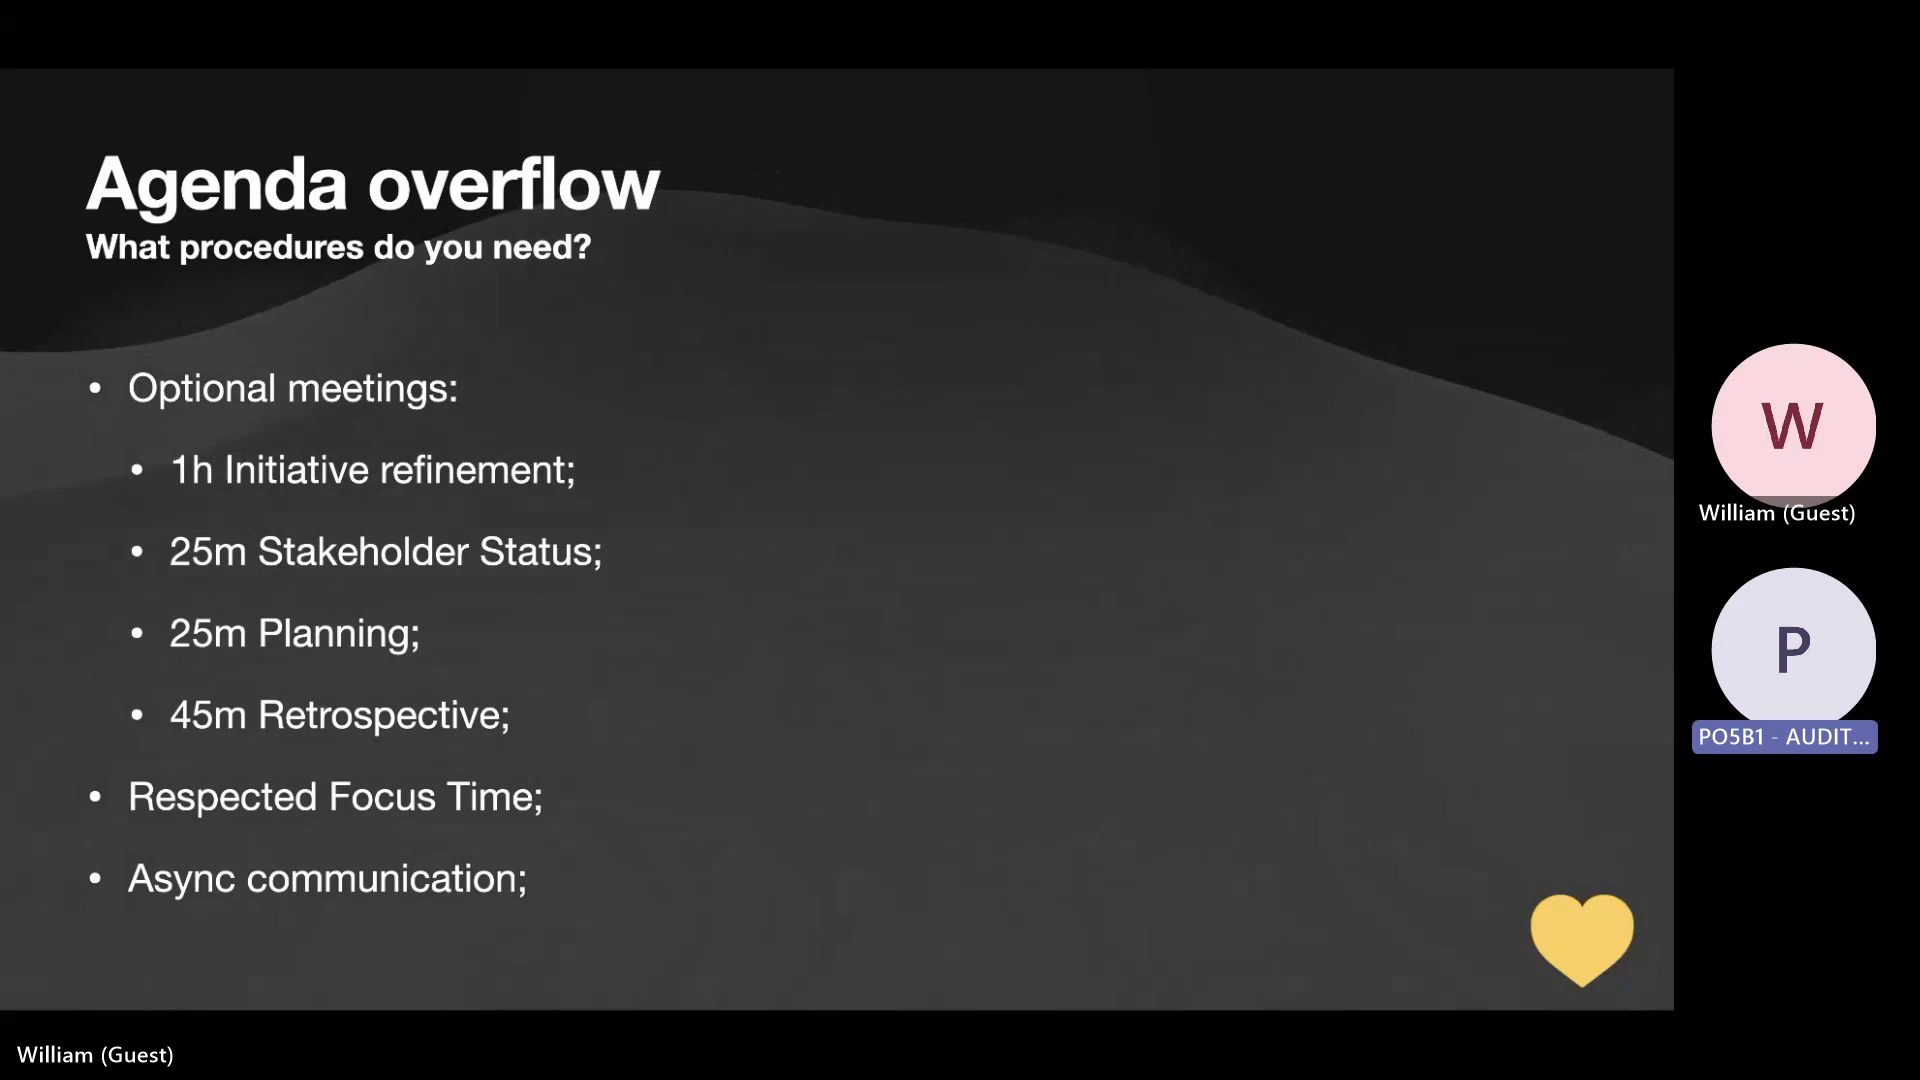 Agenda overflow
What procedures do you need?
• Optional meetings:
• 1h Initiative refinement;
• 25m Stakeholder Status;
• 25m Planning;
• 45m Retrospective;
• Respected Focus Time;
• Async communication;
W
William (Guest)
P
PO5B1 - AUDIT...
William (Guest)